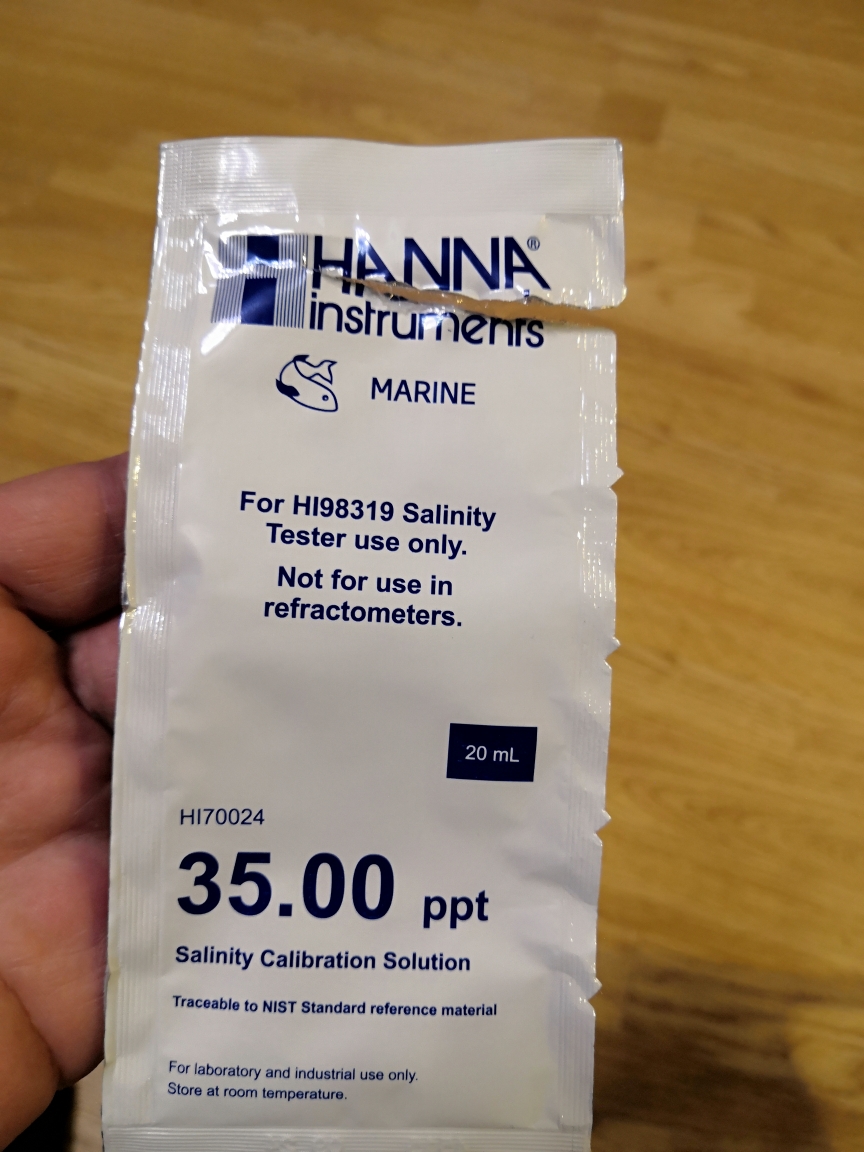 HANNA®
instruments
MARINE
For HI98319 Salinity
Tester use only.
Not for use in
refractometers.
20 mL
HI70024
35.00 ppt
Salinity Calibration Solution
Traceable to NIST Standard reference material
For laboratory and industrial use only.
Store at room temperature.